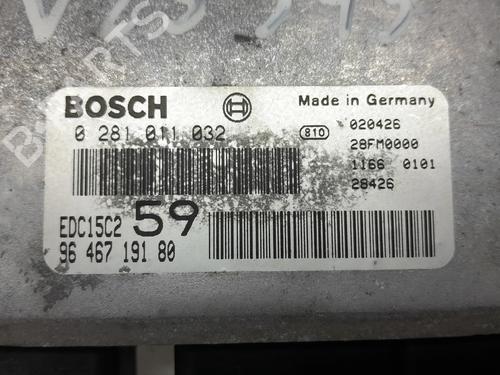 BOSCH
Made in Germany
0 281 011 032
810
020426
28FM0000
1166 0101
28426
EDC15C2 59
96 467 191 80